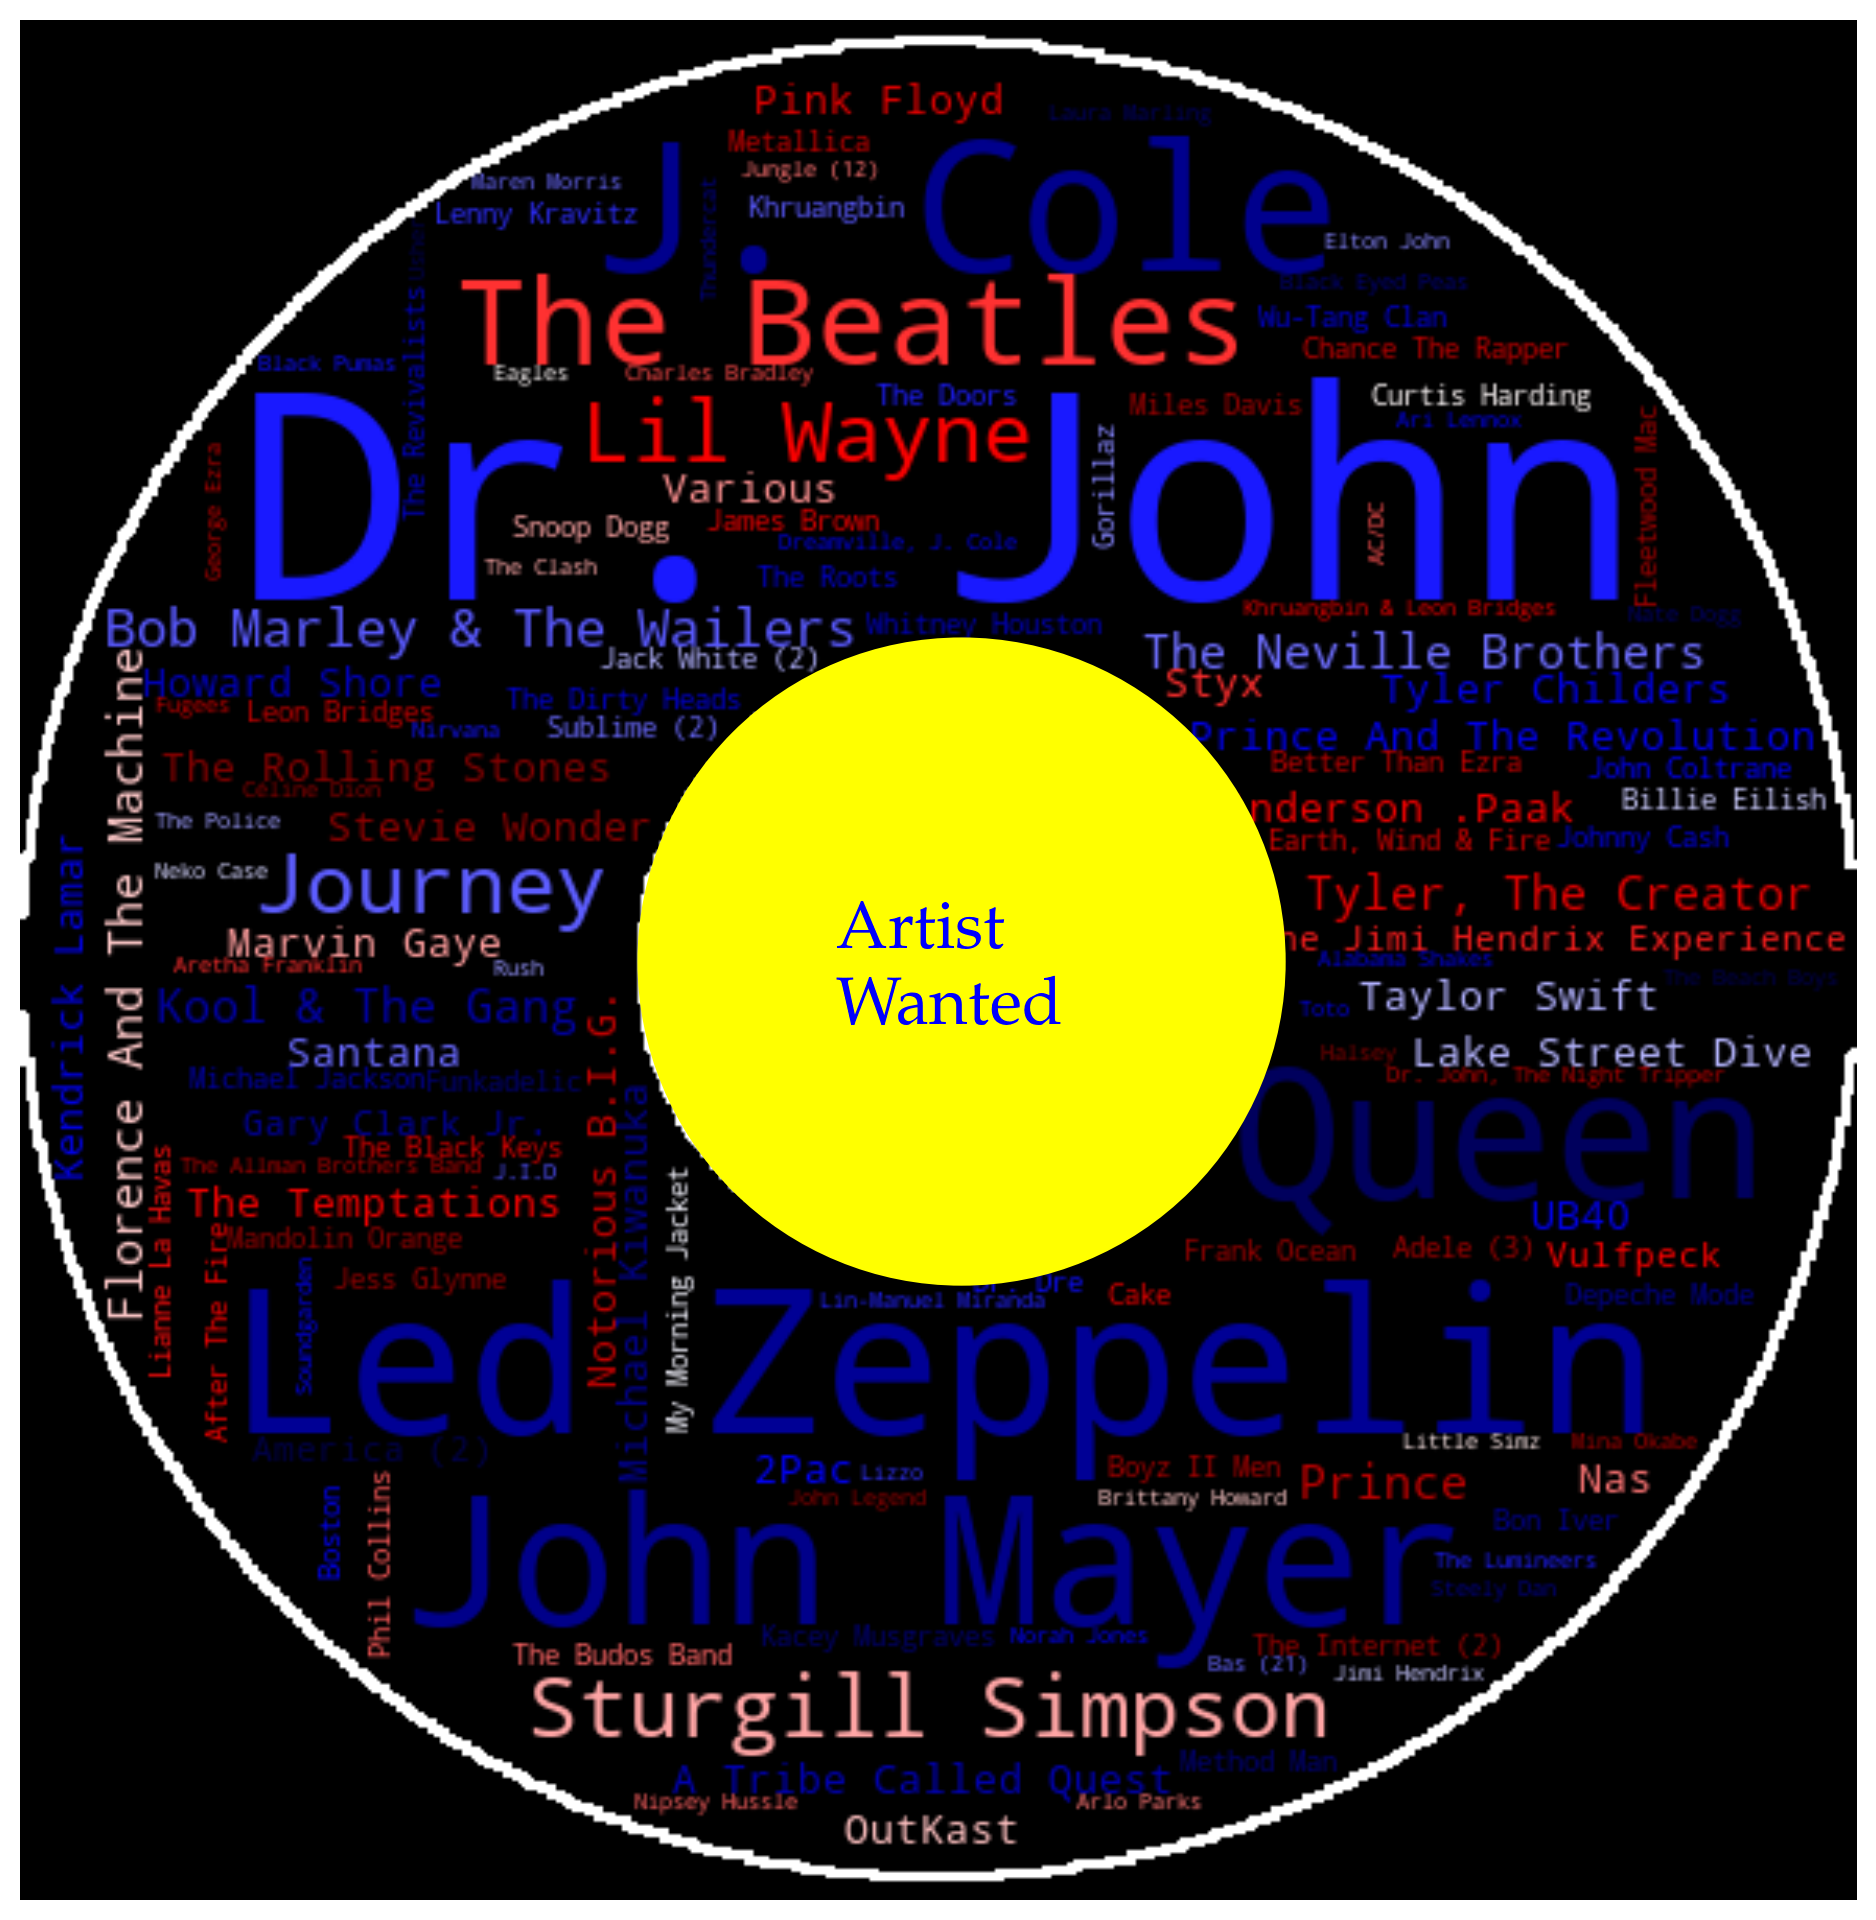 Pink Floyd
Laura Marling
Metallica
J. Cole
Jungle (12)
Maren Morris
Thundercat
Khruangbin
Lenny Kravitz
Usher
Elton John
The Beatles
Black Eyed Peas
Wu-Tang Clan
Chance The Rapper
Black Pumas
The Revivalists
Eagles
Charles Bradley
The Doors
Miles Davis
Curtis Harding
Ari Lennox
Dr. John
Lil Wayne
Gorillaz
Fleetwood Mac
George Ezra
Various
Snoop Dogg
James Brown
AC/DC
Dreamville, J. Cole
The Clash
The Roots
Khruangbin & Leon Bridges
Nate Dogg
Bob Marley & The Wailers
Whitney Houston
The Neville Brothers
Jack White (2)
Howard Shore
Styx
Tyler Childers
Fugees
Leon Bridges
The Dirty Heads
Nirvana
Sublime (2)
Prince And The Revolution
The Rolling Stones
Better Than Ezra
John Coltrane
Céline Dion
nderson .Paak
Billie Eilish
The Police
Stevie Wonder
Earth, Wind & Fire
Johnny Cash
Neko Case
Journey
Kendrick Lamar
Florence And The Machine
Tyler, The Creator
Artist
Wanted
Marvin Gaye
he Jimi Hendrix Experience
Aretha Franklin
Rush
Alabama Shakes
The Beach Boys
Kool & The Gang
Toto
Taylor Swift
Santana
Halsey
Lake Street Dive
Michael Jackson
Funkadelic
Dr. John, The Night Tripper
Notorious B.I.G.
Michael Kiwanuka
Queen
Gary Clark Jr.
The Black Keys
The Allman Brothers Band
J.I.D
My Morning Jacket
The Temptations
UB40
Lianne La Havas
After The Fire
Mandolin Orange
Frank Ocean
Adele (3)
Vulfpeck
Soundgarden
Jess Glynne
Dr. Dre
Lin-Manuel Miranda
Cake
Depeche Mode
Led Zeppelin
America (2)
Little Simz
Mina Okabe
2Pac
Lizzo
Boyz II Men
Prince
Nas
John Legend
Brittany Howard
Boston
Phil Collins
John Mayer
Bon Iver
The Lumineers
Steely Dan
Kacey Musgraves
Norah Jones
The Budos Band
The Internet (2)
Bas (21)
Jimi Hendrix
Sturgill Simpson
Method Man
A Tribe Called Quest
Nipsey Hussle
Arlo Parks
OutKast